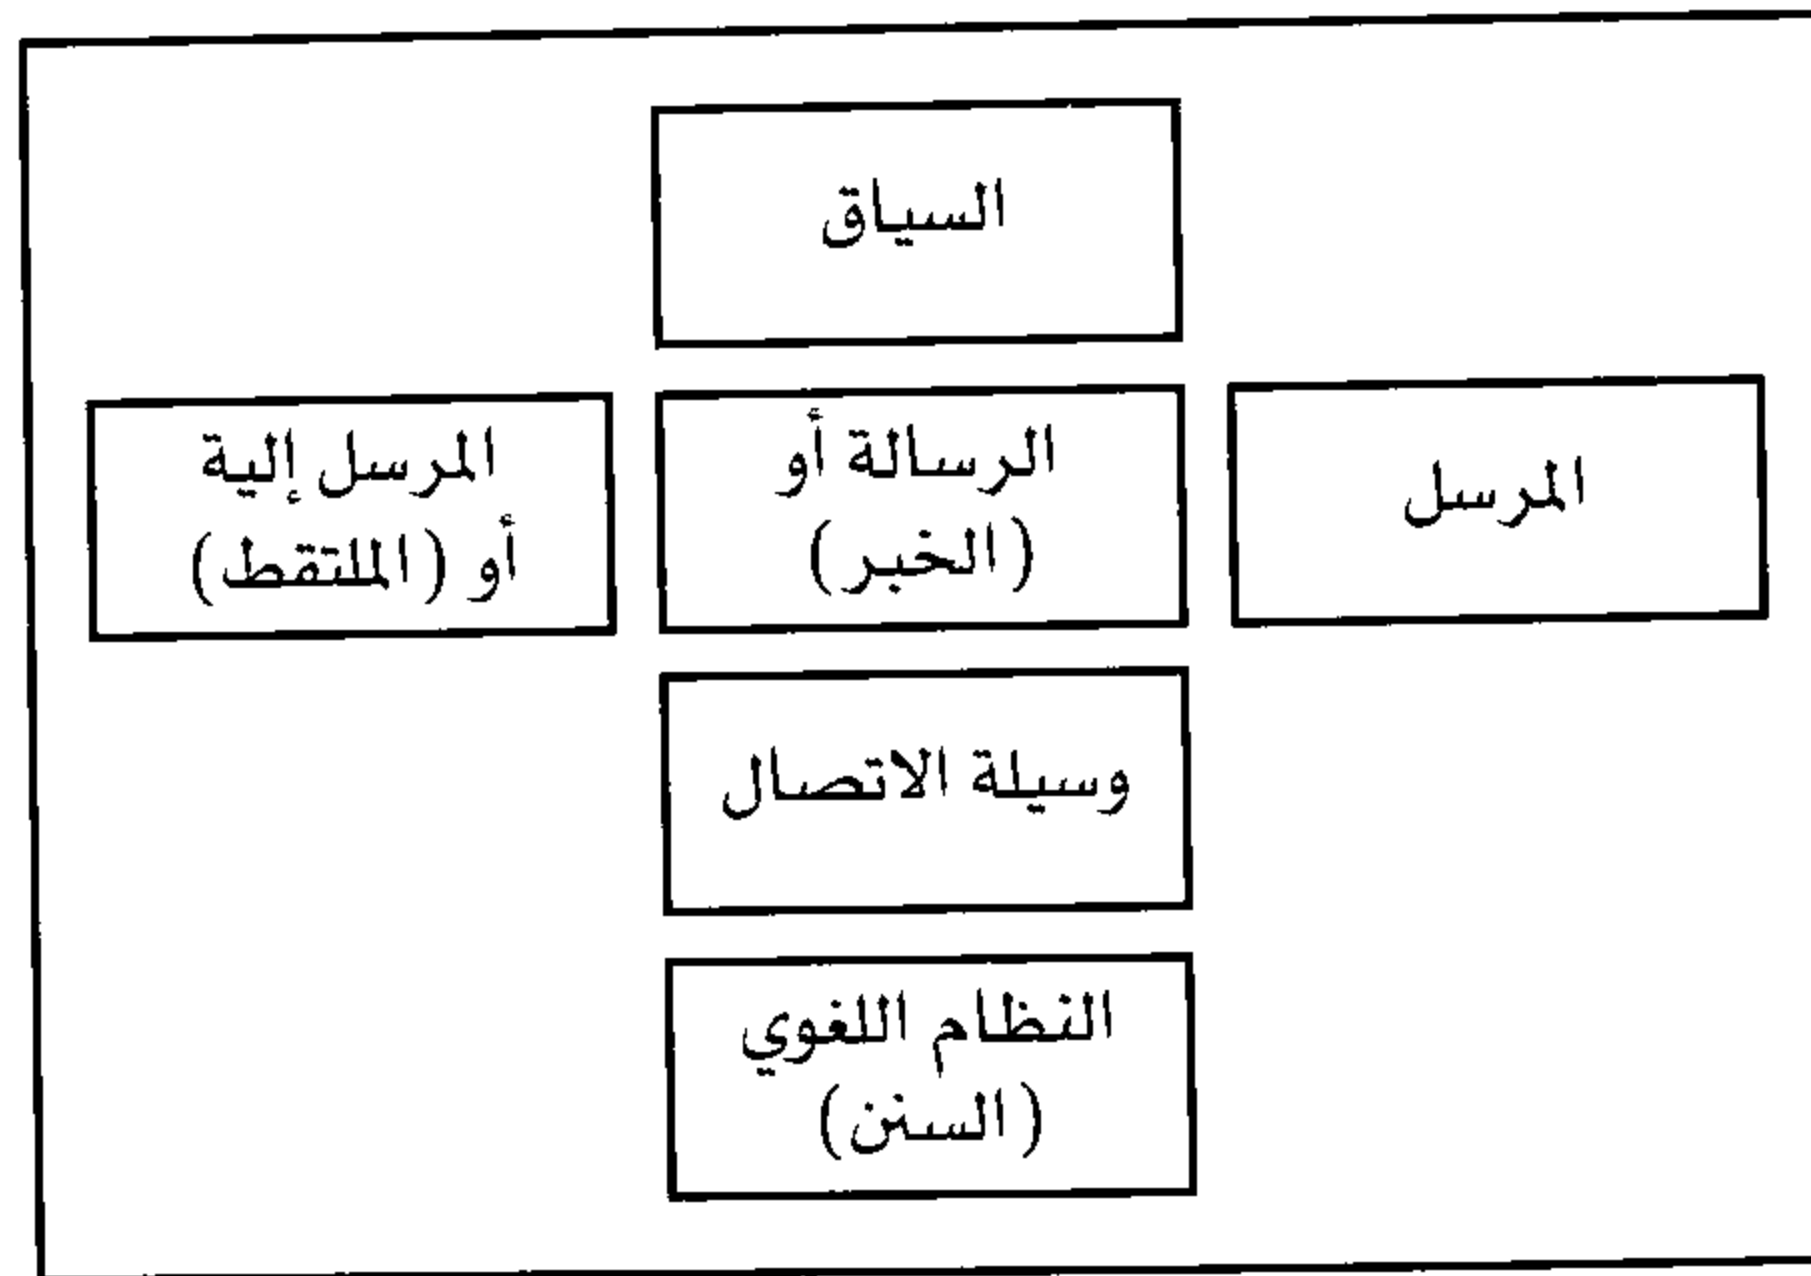 السياق
المرسل
الرسالة أو
(الخبر)
المرسل إلية
أو (الملتقط)
وسيلة الاتصال
النظام اللغوي
(السنن)